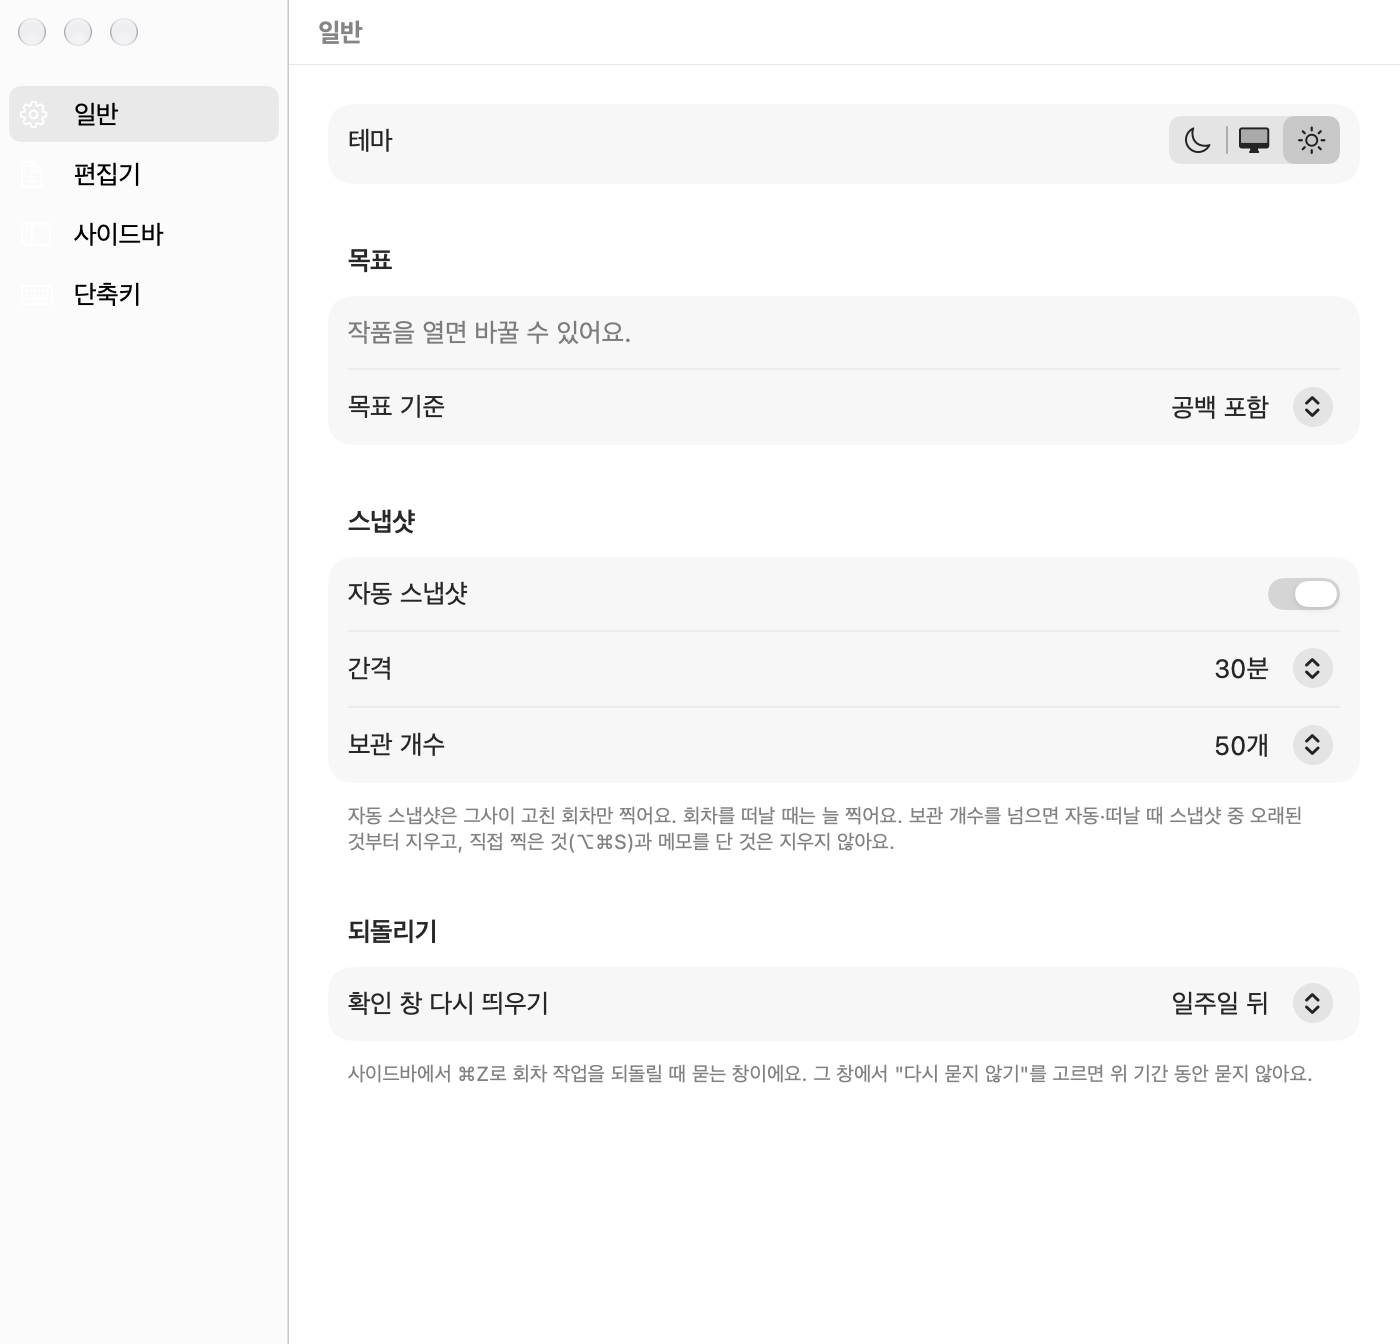 일반
일반
편집기
사이드바
단축키
테마
목표
작품을 열면 바꿀 수 있어요.
목표 기준 공백 포함
스냅샷
자동 스냅샷
간격 30분
보관 개수 50개
자동 스냅샷은 그사이 고친 회차만 찍어요. 회차를 떠날 때는 늘 찍어요. 보관 개수를 넘으면 자동·떠날 때 스냅샷 중 오래된
것부터 지우고, 직접 찍은 것(⌥⌘S)과 메모를 단 것은 지우지 않아요.
되돌리기
확인 창 다시 띄우기 일주일 뒤
사이드바에서 ⌘Z로 회차 작업을 되돌릴 때 묻는 창이에요. 그 창에서 "다시 묻지 않기"를 고르면 위 기간 동안 묻지 않아요.